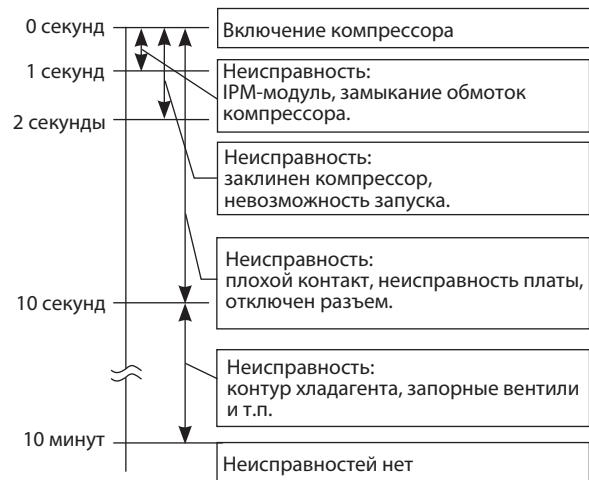 0 секунд
Включение компрессора
1 секунд
Неисправность:
IPM-модуль, замыкание обмоток
компрессора.
2 секунды
Неисправность:
заклинен компрессор,
невозможность запуска.
Неисправность:
плохой контакт, неисправность платы,
отключен разъем.
10 секунд
Неисправность:
контур хладагента, запорные вентили
и т.п.
10 минут
Неисправностей нет